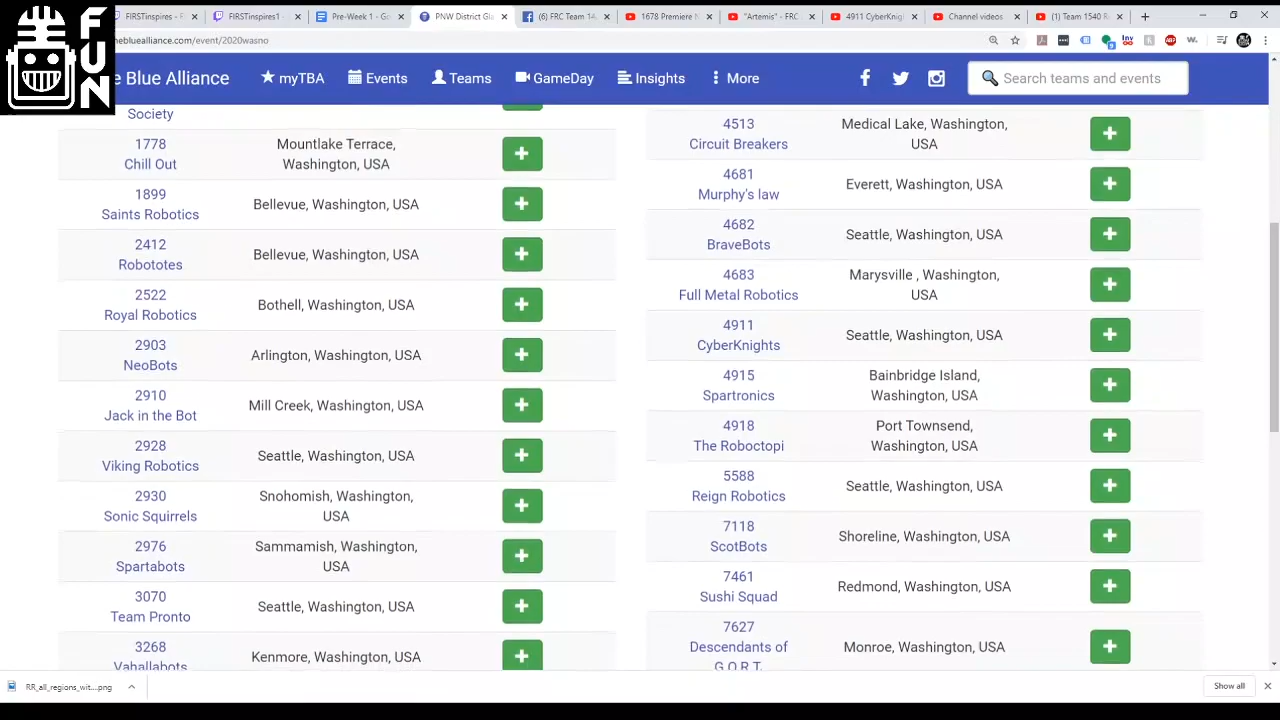 FIRSTinspires - F
FIRSTinspires1 -
Pre-Week 1 - Go
PNW District Gla
(6) FRC Team 14
1678 Premiere N
"Artemis" - FRC
4911 CyberKnigh
Channel videos
(1) Team 1540 R
FUN
ebluealliance.com/event/2020wasno
e Blue Alliance
myTBA
Events
Teams
GameDay
Insights
More
Search teams and events
Society
1778
Chill Out
Mountlake Terrace,
Washington, USA
1899
Saints Robotics
Bellevue, Washington, USA
2412
Robototes
Bellevue, Washington, USA
2522
Royal Robotics
Bothell, Washington, USA
2903
NeoBots
Arlington, Washington, USA
2910
Jack in the Bot
Mill Creek, Washington, USA
2928
Viking Robotics
Seattle, Washington, USA
2930
Sonic Squirrels
Snohomish, Washington,
USA
2976
Spartabots
Sammamish, Washington,
USA
3070
Team Pronto
Seattle, Washington, USA
3268
Vahallabots
Kenmore, Washington, USA
4513
Circuit Breakers
Medical Lake, Washington,
USA
4681
Murphy's law
Everett, Washington, USA
4682
BraveBots
Seattle, Washington, USA
4683
Full Metal Robotics
Marysville , Washington,
USA
4911
CyberKnights
Seattle, Washington, USA
4915
Spartronics
Bainbridge Island,
Washington, USA
4918
The Roboctopi
Port Townsend,
Washington, USA
5588
Reign Robotics
Seattle, Washington, USA
7118
ScotBots
Shoreline, Washington, USA
7461
Sushi Squad
Redmond, Washington, USA
7627
Descendants of
G.O.R.T.
Monroe, Washington, USA
RR_all_regions_wit....png
Show all